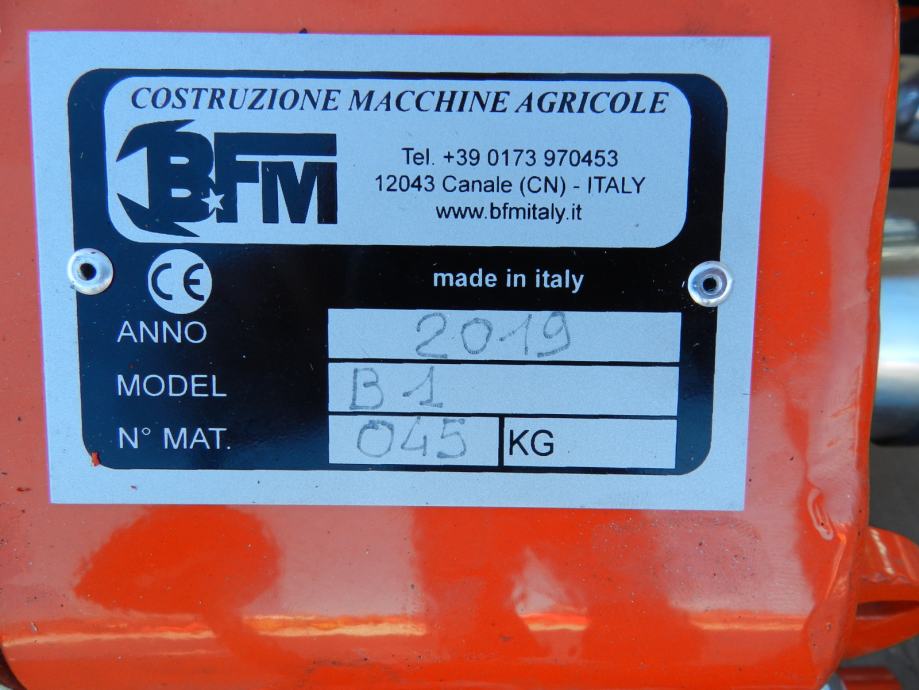 COSTRUZIONE MACCHINE AGRICOLE
BFM
Tel. +39 0173 970453
12043 Canale (CN) - ITALY
www.bfmitaly.it
CE
made in italy
ANNO 2019
MODEL B1
N° MAT. 045 KG